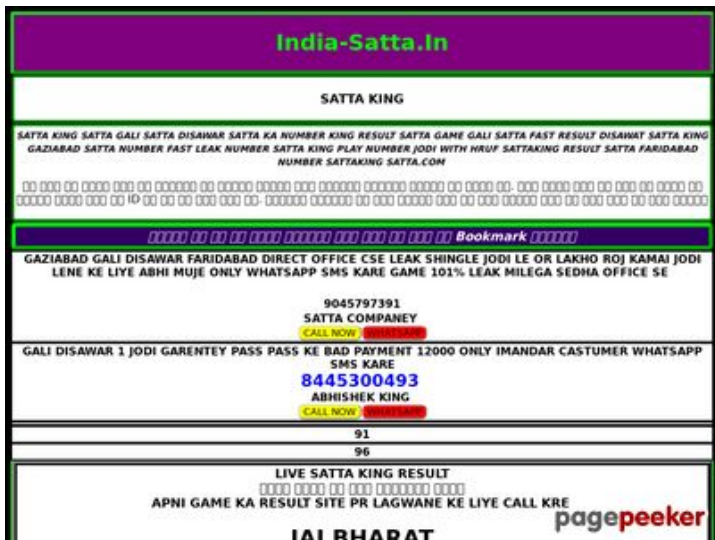 India-Satta.In
SATTA KING
SATTA KING SATTA GALI SATTA DISAWAR SATTA KA NUMBER KING RESULT SATTA GAME GALI SATTA FAST RESULT DISAWAT SATTA KING
GAZIABAD SATTA NUMBER FAST LEAK NUMBER SATTA KING PLAY NUMBER JODI WITH HRUF SATTAKING RESULT SATTA FARIDABAD
NUMBER SATTAKING SATTA.COM
ID
Bookmark
GAZIABAD GALI DISAWAR FARIDABAD DIRECT OFFICE CSE LEAK SHINGLE JODI LE OR LAKHO ROJ KAMAI JODI
LENE KE LIYE ABHI MUJE ONLY WHATSAPP SMS KARE GAME 101% LEAK MILEGA SEDHA OFFICE SE
9045797391
SATTA COMPANEY
CALL NOW WHATSAPP
GALI DISAWAR 1 JODI GARENTEY PASS PASS KE BAD PAYMENT 12000 ONLY IMANDAR CASTUMER WHATSAPP
SMS KARE
8445300493
ABHISHEK KING
CALL NOW WHATSAPP
91
96
LIVE SATTA KING RESULT
APNI GAME KA RESULT SITE PR LAGWANE KE LIYE CALL KRE
JAI BHARAT
pagepeeker